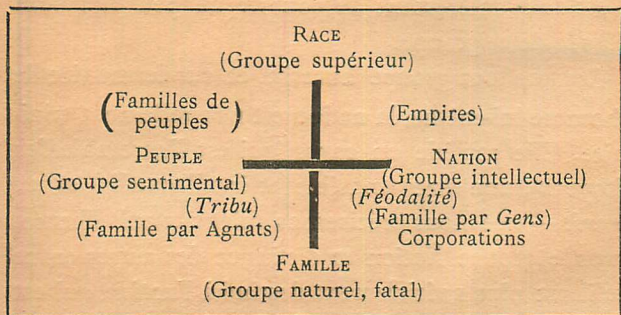 RACE
(Groupe supérieur)
(Familles de
peuples)
(Empires)
PEUPLE
(Groupe sentimental)
(Tribu)
(Famille par Agnats)
NATION
(Groupe intellectuel)
(Féodalité)
(Famille par Gens)
Corporations
FAMILLE
(Groupe naturel, fatal)